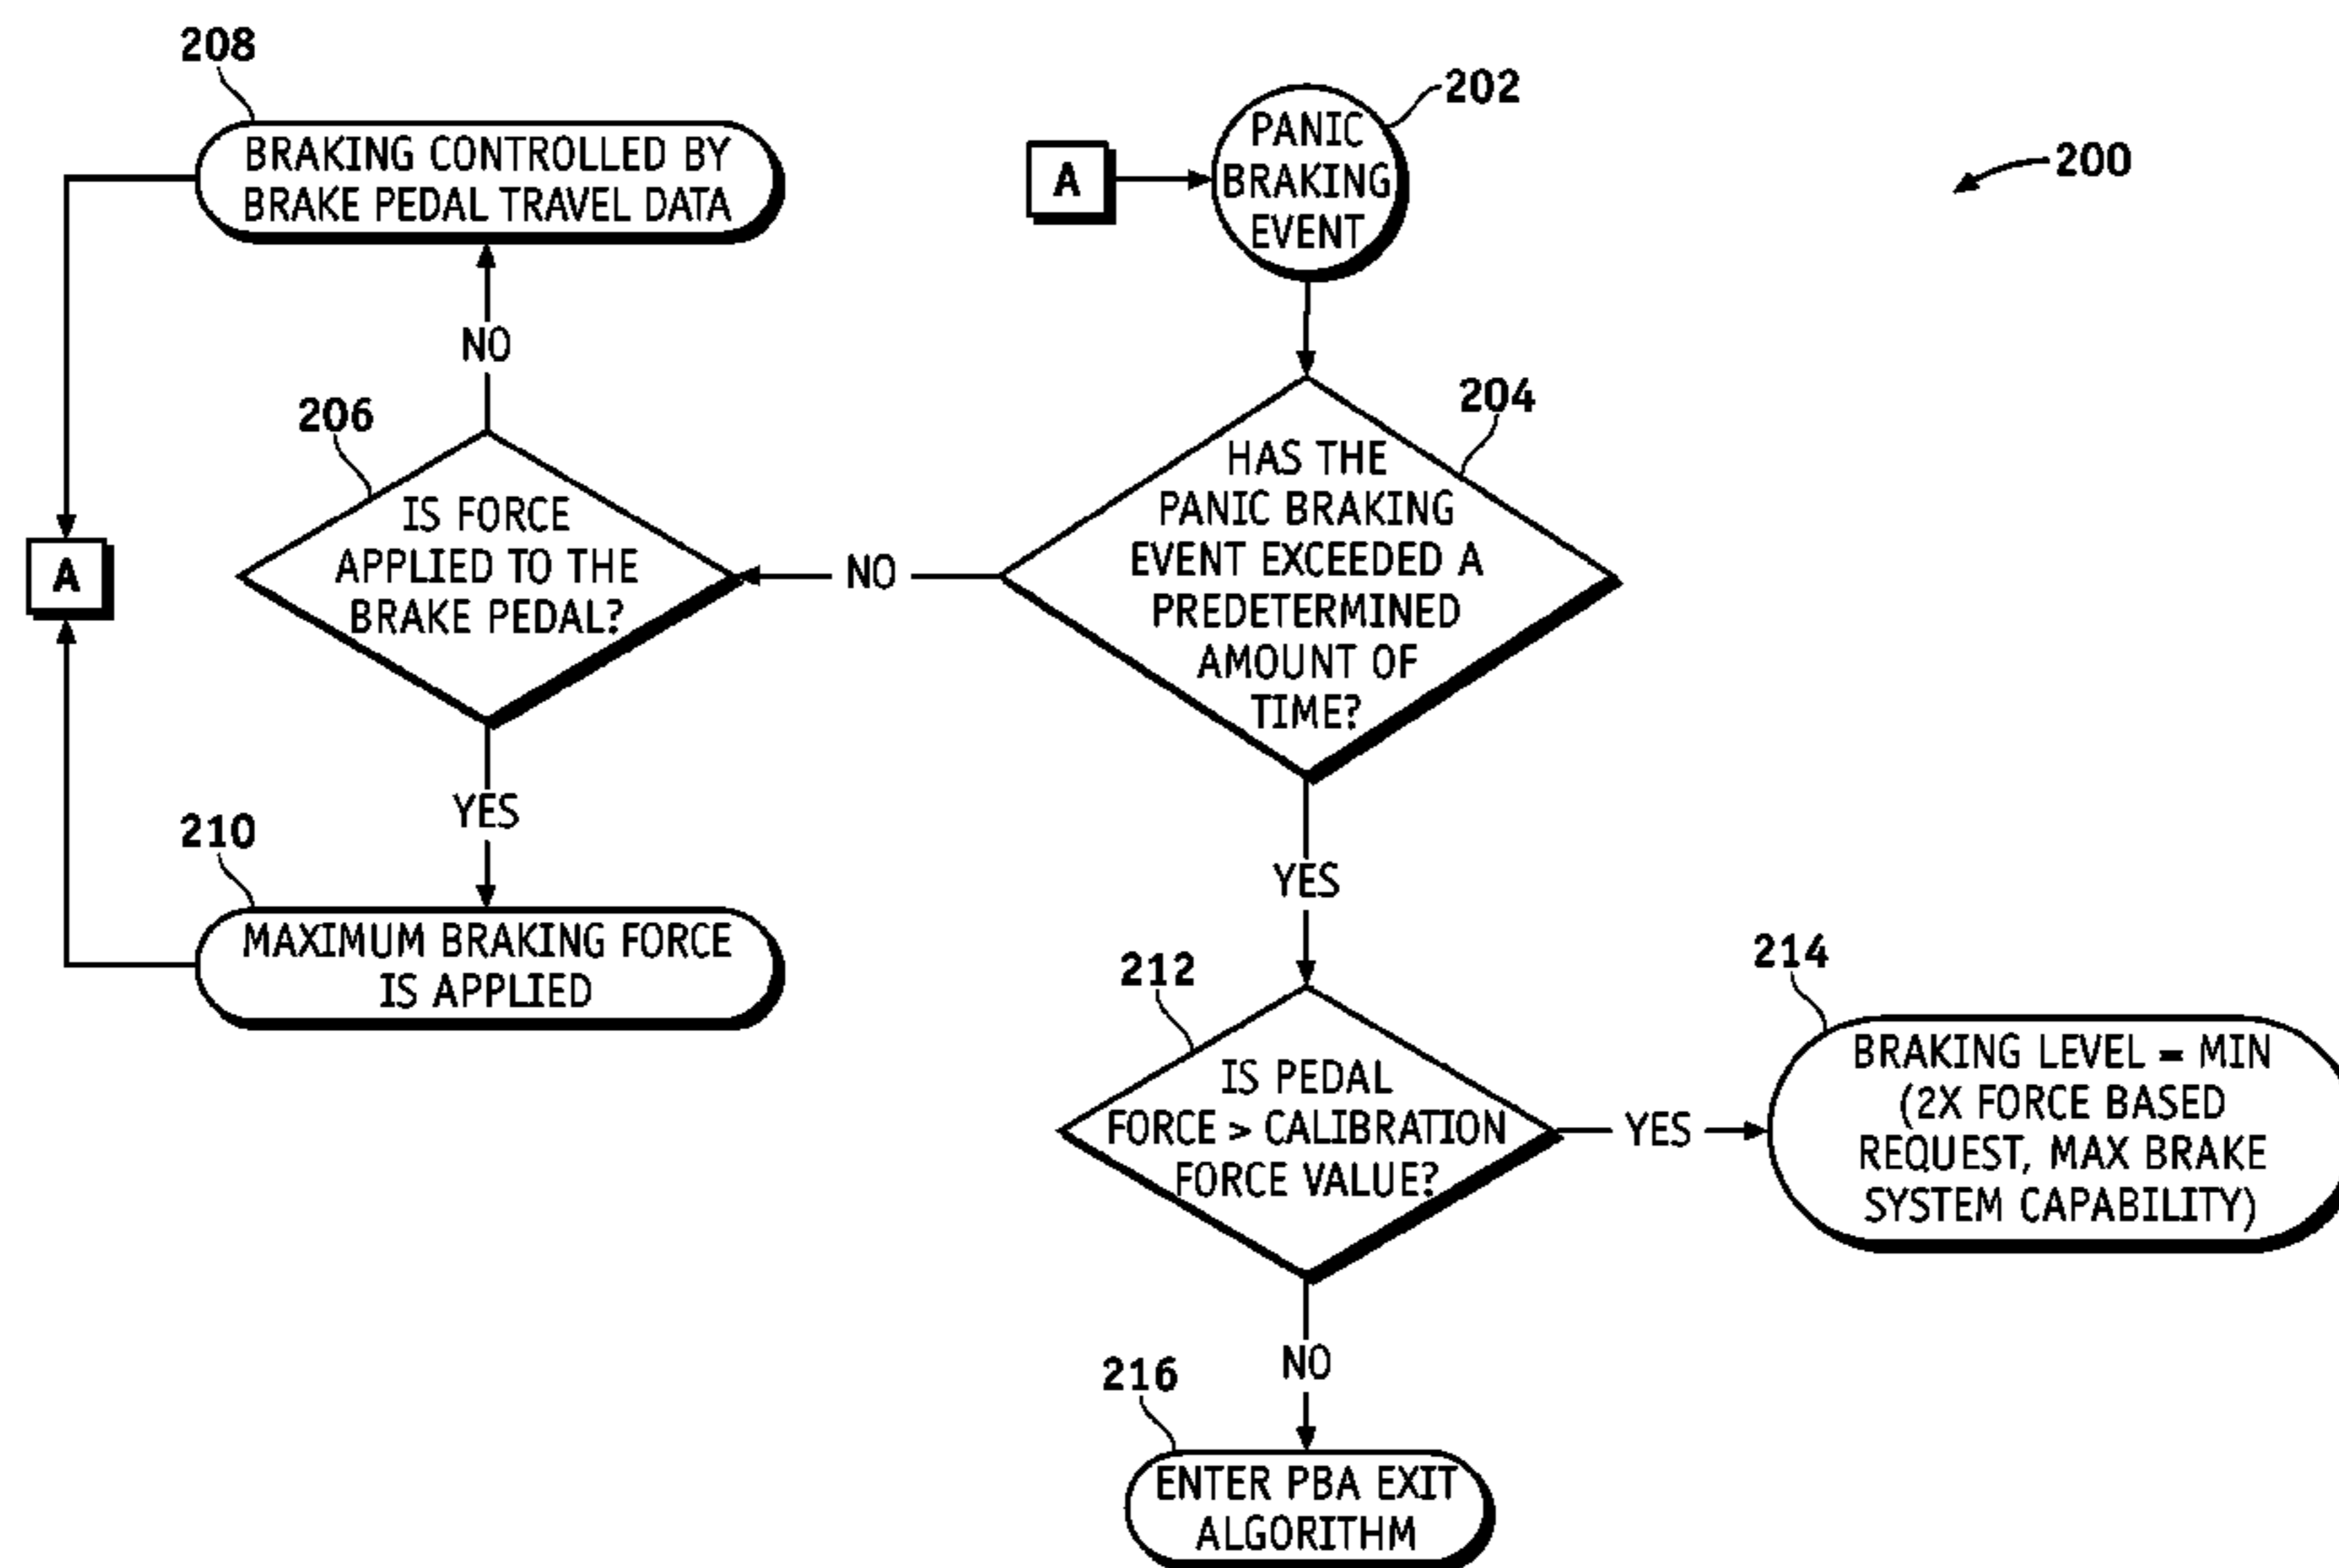 208
BRAKING CONTROLLED BY
BRAKE PEDAL TRAVEL DATA
A
PANIC
BRAKING
EVENT
202
200
NO
206
IS FORCE
APPLIED TO THE
BRAKE PEDAL?
NO
204
HAS THE
PANIC BRAKING
EVENT EXCEEDED A
PREDETERMINED
AMOUNT OF
TIME?
A
YES
210
MAXIMUM BRAKING FORCE
IS APPLIED
YES
212
IS PEDAL
FORCE > CALIBRATION
FORCE VALUE?
YES
214
BRAKING LEVEL = MIN
(2X FORCE BASED
REQUEST, MAX BRAKE
SYSTEM CAPABILITY)
NO
216
ENTER PBA EXIT
ALGORITHM